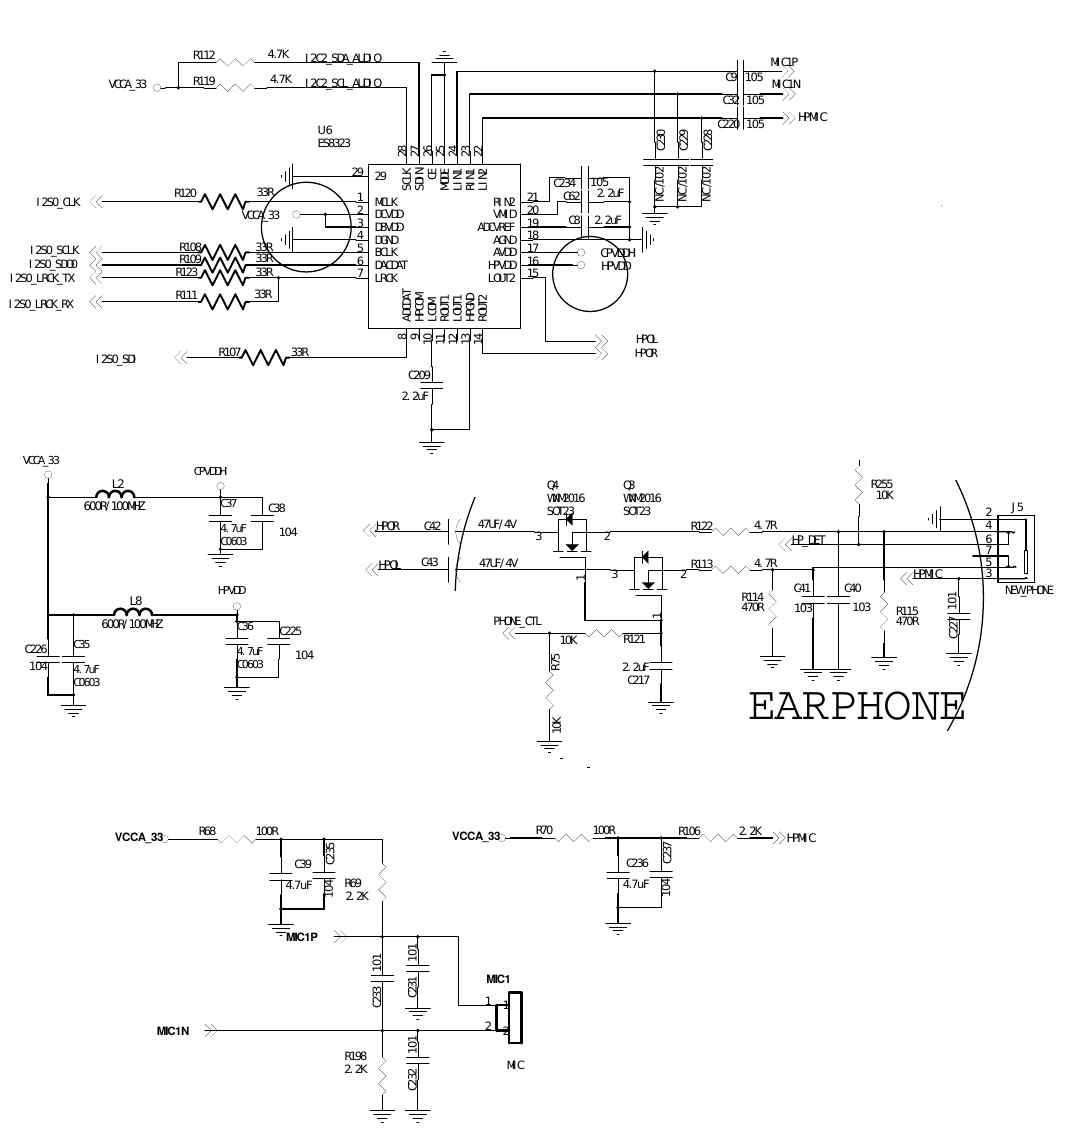 R112 4.7K I2C2_SDA_AUDIO
VCCA_33 R119 4.7K I2C2_SCL_AUDIO
MIC1P
C9 105
MIC1N
C32 105
HPMIC
C220 105
C230 C229 C228
NC/102 NC/102 NC/102
U6
ES8323
28 27 26 25 24 23 22
SCLK SDIN CE MODE LIN1 RIN1 LIN2
29 29
I2S0_CLK R120 33R 1 MCLK
VCCA_33 2 DCVDD
3 DBVDD
4 DGND
I2S0_SCLK R108 33R 5 BCLK
I2S0_SDO0 R109 33R 6 DACDAT
I2S0_LRCK_TX R123 33R 7 LRCK
I2S0_LRCK_RX R111 33R
RIN2 21 C234 105
VMID 20 C62 2.2uF
ADCVREF 19 C8 2.2uF
AGND 18
AVDD 17 CPVDDH
HPVDD 16 HPVDD
LOUT2 15
ADCDAT HPCOM LCOM ROUT1 LOUT1 HPGND ROUT2
8 9 10 11 12 13 14
HPOL
HPOR
I2S0_SDI R107 33R
C209
2.2uF
VCCA_33
L2
600R/100MHZ
CPVDDH
C37 C38
4.7uF 104
C0603
L8
600R/100MHZ
HPVDD
C36 C225
4.7uF 104
C0603
C226 C35
104 4.7uF
C0603
Q4
WNM2016
SOT23
Q3
WNM2016
SOT23
R255
10K
J5
HPOR C42 47UF/4V 3 2 1 R122 4.7R
HP_DET
HPOL C43 47UF/4V 3 2 1 R113 4.7R
2
4
6
7
5
3
HPMIC
NEW_PHONE
R114
470R
C41
103
C40
103
R115
470R
C227 101
PHONE_CTL
10K R121
R75
10K
2.2uF
C217
EARPHONE
VCCA_33 R68 100R
C39
4.7uF
C235
104
R69
2.2K
VCCA_33 R70 100R R106 2.2K HPMIC
C236
4.7uF
C237
104
MIC1P
C233 101
C231 101
MIC1
1 1
2 2
MIC1N
R198
2.2K
C232 101
MIC